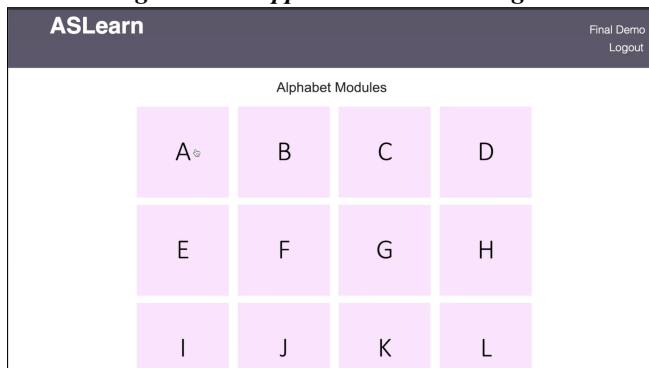 ASLearn
Final Demo
Logout
Alphabet Modules
A B C D
E F G H
I J K L